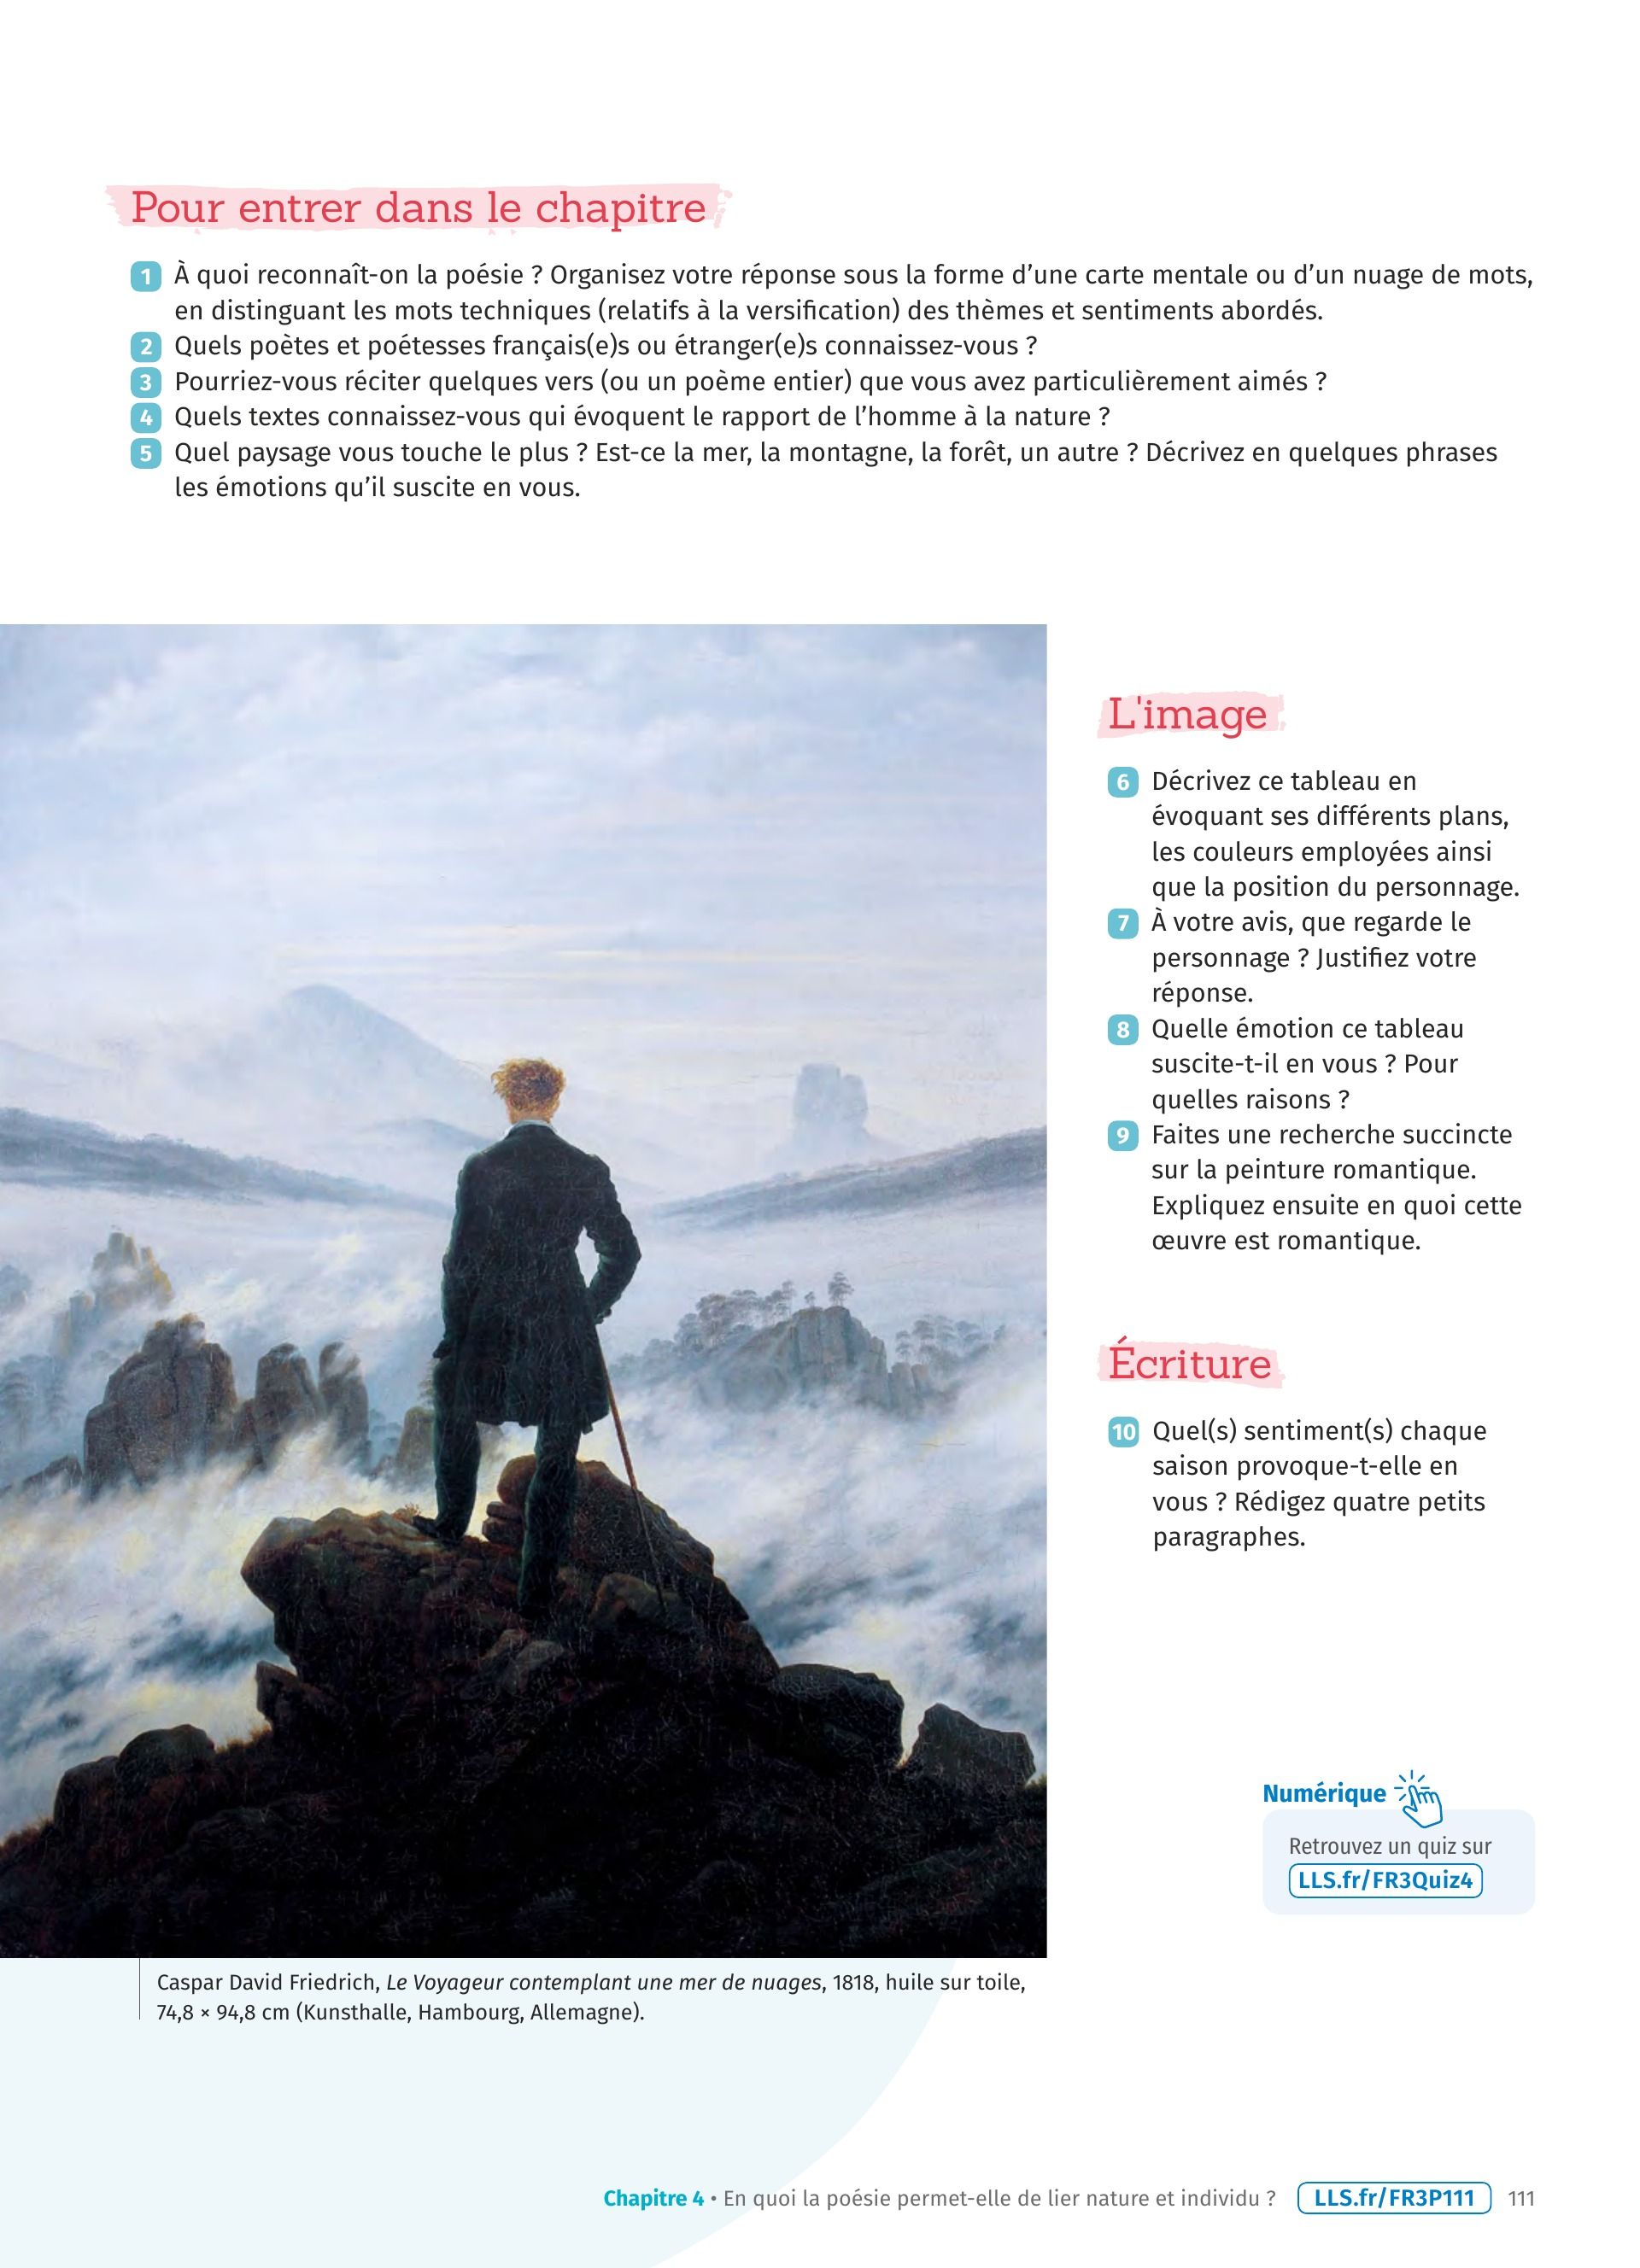 Pour entrer dans le chapitre
1 À quoi reconnaît-on la poésie ? Organisez votre réponse sous la forme d’une carte mentale ou d’un nuage de mots,
en distinguant les mots techniques (relatifs à la versification) des thèmes et sentiments abordés.
2 Quels poètes et poétesses français(e)s ou étranger(e)s connaissez-vous ?
3 Pourriez-vous réciter quelques vers (ou un poème entier) que vous avez particulièrement aimés ?
4 Quels textes connaissez-vous qui évoquent le rapport de l’homme à la nature ?
5 Quel paysage vous touche le plus ? Est-ce la mer, la montagne, la forêt, un autre ? Décrivez en quelques phrases
les émotions qu’il suscite en vous.
L'image
6 Décrivez ce tableau en
évoquant ses différents plans,
les couleurs employées ainsi
que la position du personnage.
7 À votre avis, que regarde le
personnage ? Justifiez votre
réponse.
8 Quelle émotion ce tableau
suscite-t-il en vous ? Pour
quelles raisons ?
9 Faites une recherche succincte
sur la peinture romantique.
Expliquez ensuite en quoi cette
œuvre est romantique.
Écriture
10 Quel(s) sentiment(s) chaque
saison provoque-t-elle en
vous ? Rédigez quatre petits
paragraphes.
Numérique
Retrouvez un quiz sur
LLS.fr/FR3Quiz4
Caspar David Friedrich, Le Voyageur contemplant une mer de nuages, 1818, huile sur toile,
74,8 × 94,8 cm (Kunsthalle, Hambourg, Allemagne).
Chapitre 4 • En quoi la poésie permet-elle de lier nature et individu ? LLS.fr/FR3P111 111